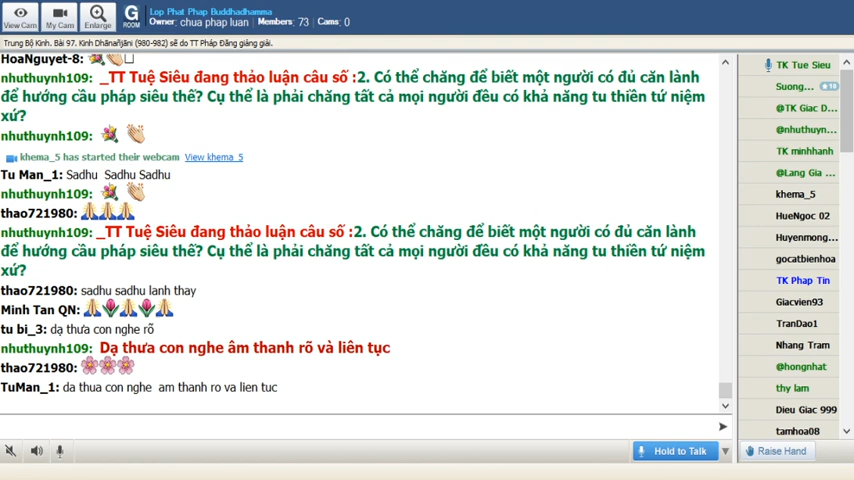 Lop Phat Phap Buddhadhamma
Owner: chua phap luan Members: 73 Cams: 0
View Cam
My Cam
Enlarge
G
ROOM
Trung Bộ Kinh. Bài 97. Kinh Dhānañjāni (980-982) sẽ do TT Pháp Đăng giảng giải.
HoaNguyet-8:
nhuthuynh109: _TT Tuệ Siêu đang thảo luận câu số :2. Có thể chăng để biết một người có đủ căn lành
để hướng cầu pháp siêu thế? Cụ thể là phải chăng tất cả mọi người đêu có khả năng tu thiền tứ niệm
xứ?
nhuthuynh109:
khema_5 has started their webcam View khema_5
Tu Man_1: Sadhu Sadhu Sadhu
nhuthuynh109:
thao721980:
nhuthuynh109: _TT Tuệ Siêu đang thảo luận câu số :2. Có thể chăng để biết một người có đủ căn lành
để hướng cầu pháp siêu thế? Cụ thể là phải chăng tất cả mọi người đêu có khả năng tu thiền tứ niệm
xứ?
thao721980: sadhu sadhu lanh thay
Minh Tan QN:
tu bi_3: dạ thưa con nghe rõ
nhuthuynh109: Dạ thưa con nghe âm thanh rõ và liên tục
thao721980:
TuMan_1: da thua con nghe am thanh ro va lien tuc
Hold to Talk
TK Tue Sieu
Suong...
@TK Giac D...
@nhuthuyn...
TK minhhanh
@Lang Gia ...
khema_5
HueNgoc 02
Huyenmong...
gocatbienhoa
TK Phap Tin
Giacvien93
TranDao1
Nhang Tram
@hongnhat
thy lam
Dieu Giac 999
tamhoa08
Raise Hand